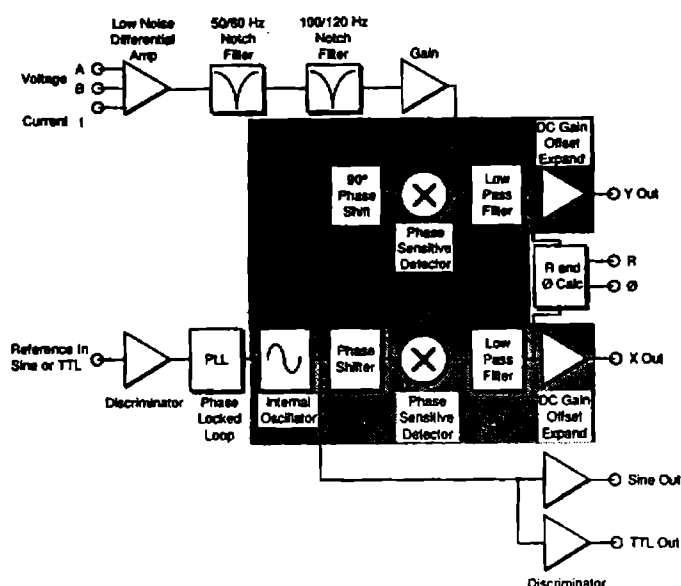 Low Noise
Differential
Amp
50/60 Hz
Notch
Filter
100/120 Hz
Notch
Filter
Gain
Voltage
A
B
Current I
DC Gain
Offset
Expand
90°
Phase
Shift
Low
Pass
Filter
Y Out
Phase
Sensitive
Detector
R and
Ø Calc
R
Ø
Reference In
Sine or TTL
PLL
Phase
Shifter
Low
Pass
Filter
X Out
Discriminator
Phase
Locked
Loop
Internal
Oscillator
Phase
Sensitive
Detector
DC Gain
Offset
Expand
Sine Out
TTL Out
Discriminator